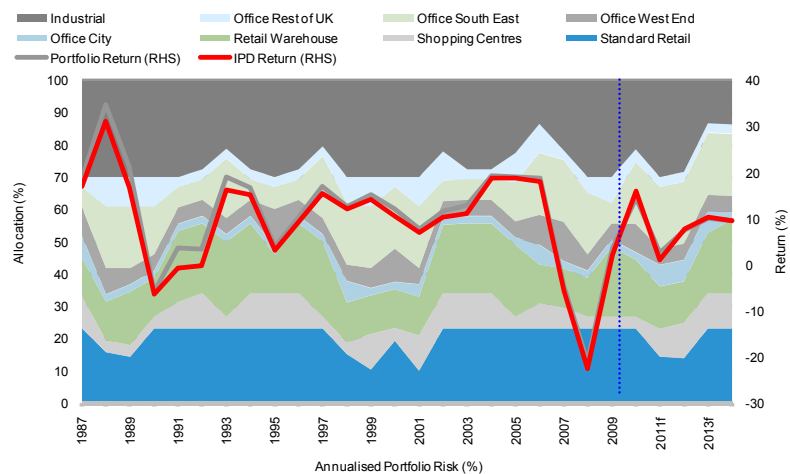 Industrial Office Rest of UK Office South East Office West End
Office City Retail Warehouse Shopping Centres Standard Retail
Portfolio Return (RHS) IPD Return (RHS)
100 40
90 30
80
70 20
60 10
50
40 0
30 -10
20
10 -20
0 -30
Allocation (%)
Return (%)
1987 1989 1991 1993 1995 1997 1999 2001 2003 2005 2007 2009 2011f 2013f
Annualised Portfolio Risk (%)